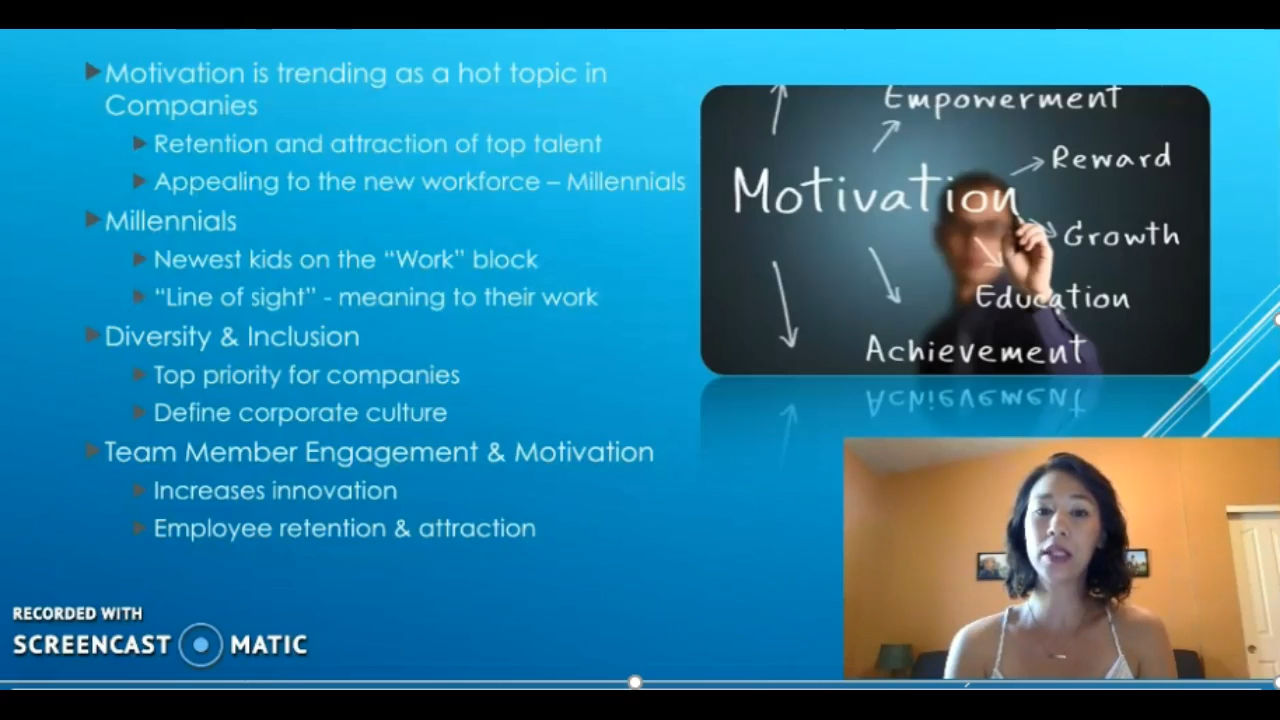 Motivation is trending as a hot topic in
Companies
Retention and attraction of top talent
Appealing to the new workforce – Millennials
Millennials
Newest kids on the “Work” block
“Line of sight” - meaning to their work
Diversity & Inclusion
Top priority for companies
Define corporate culture
Team Member Engagement & Motivation
Increases innovation
Employee retention & attraction
Empowerment
Reward
Motivation
Growth
Education
Achievement
RECORDED WITH
SCREENCAST MATIC